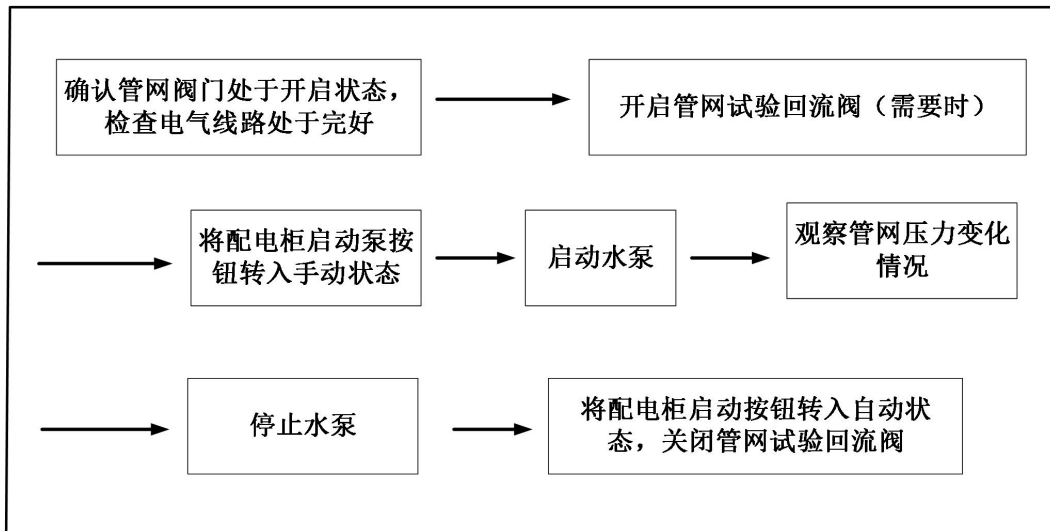 确认管网阀门处于开启状态，
检查电气线路处于完好
开启管网试验回流阀（需要时）
将配电柜启动泵按
钮转入手动状态
启动水泵
观察管网压力变化
情况
停止水泵
将配电柜启动按钮转入自动状
态，关闭管网试验回流阀